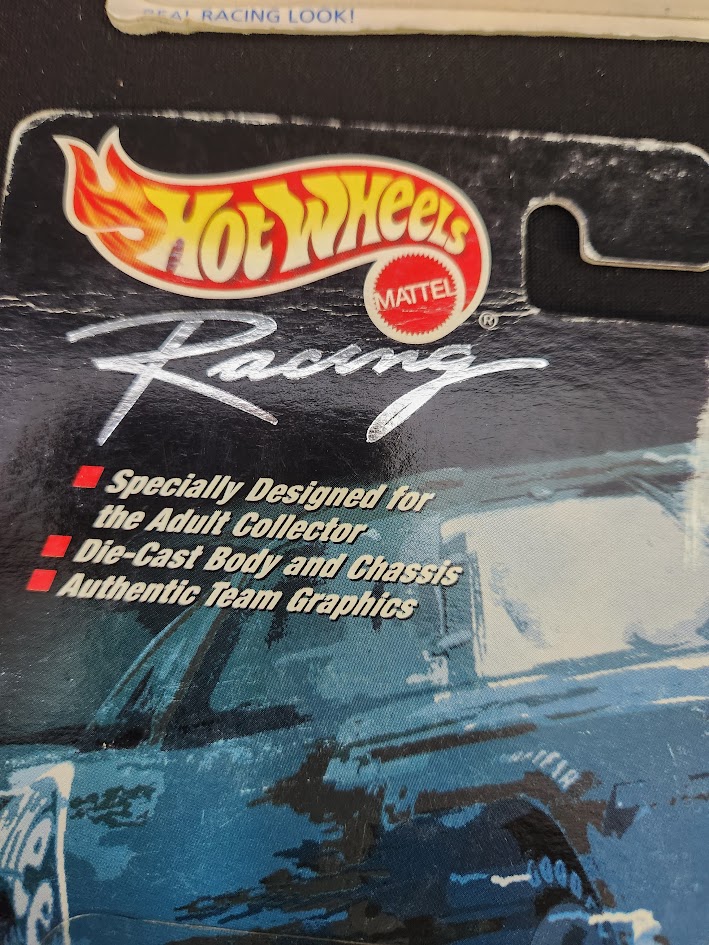 REAL RACING LOOK!
Hot Wheels
MATTEL
®
Racing
Specially Designed for
the Adult Collector
Die-Cast Body and Chassis
Authentic Team Graphics